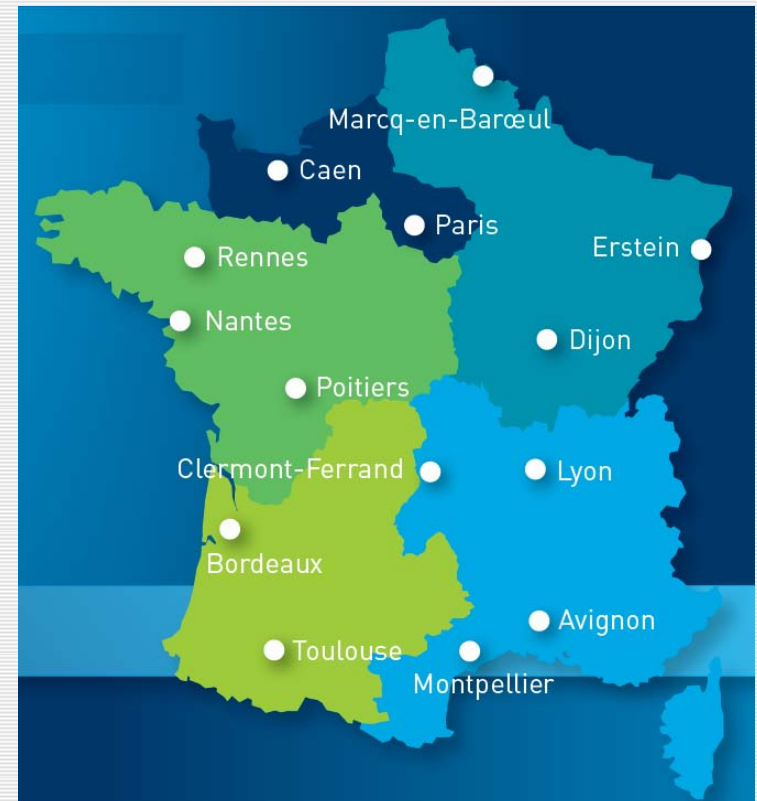 Marcq-en-Barœul
Caen
Paris
Erstein
Rennes
Nantes
Dijon
Poitiers
Clermont-Ferrand
Lyon
Bordeaux
Avignon
Toulouse
Montpellier